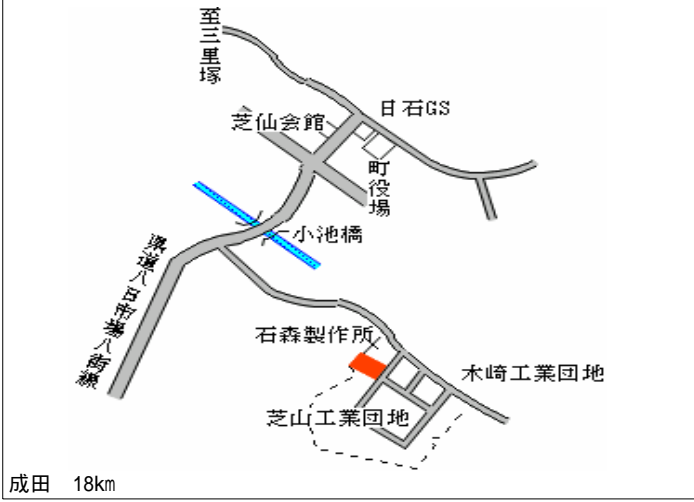 至三里塚
日石GS
芝仙会館
町役場
小池橋
県道八日市場八街線
石森製作所
木崎工業団地
芝山工業団地
成田 18km